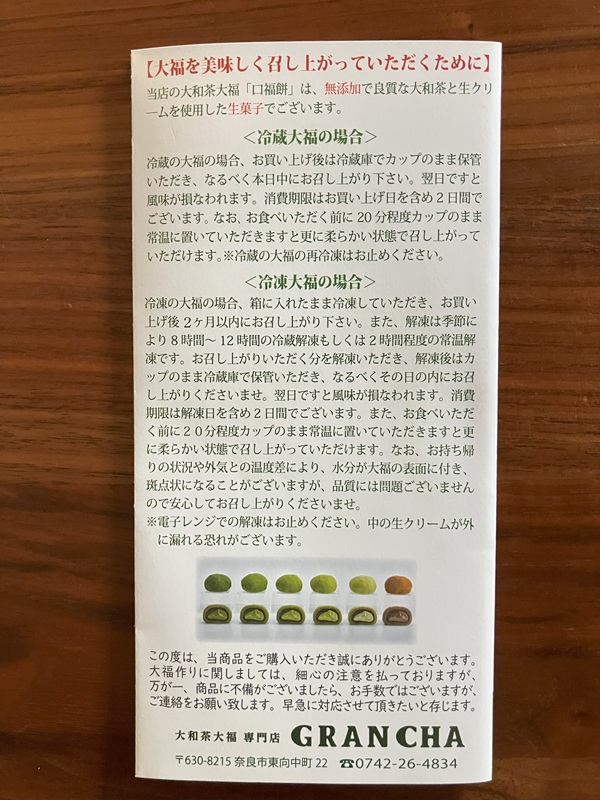 【大福を美味しく召し上がっていただくために】
当店の大和茶大福「口福餅」は、無添加で良質な大和茶と生クリ
ームを使用した生菓子でございます。
＜冷蔵大福の場合＞
冷蔵の大福の場合、お買い上げ後は冷蔵庫でカップのまま保管
いただき、なるべく本日中にお召し上がり下さい。翌日ですと
風味が損なわれます。消費期限はお買い上げ日を含め２日間で
ございます。なお、お食べいただく前に20分程度カップのまま
常温に置いていただきますと更に柔らかい状態で召し上がって
いただけます。※冷蔵の大福の再冷凍はお止めください。
＜冷凍大福の場合＞
冷凍の大福の場合、箱に入れたまま冷凍していただき、お買い
上げ後 2ヶ月以内にお召し上がり下さい。また、解凍は季節に
より８時間〜 12時間の冷蔵解凍もしくは２時間程度の常温解
凍です。お召し上がりいただく分を解凍いただき、解凍後はカ
ップのまま冷蔵庫で保管いただき、なるべくその日の内にお召
し上がりくださいませ。翌日ですと風味が損なわれます。消費
期限は解凍日を含め２日間でございます。また、お食べいただ
く前に２０分程度カップのまま常温に置いていただきますと更
に柔らかい状態で召し上がっていただけます。なお、お持ち帰
りの状況や外気との温度差により、水分が大福の表面に付き、
斑点状になることがございますが、品質には問題ございません
ので安心してお召し上がりくださいませ。
※電子レンジでの解凍はお止めください。中の生クリームが外
に漏れる恐れがございます。
この度は、当商品をご購入いただき誠にありがとうございます。
大福作りに関しましては、細心の注意を払っておりますが、
万が一、商品に不備がございましたら、お手数ではございますが、
ご連絡をお願い致します。早急に対応させて頂きたいと存じます。
大和茶大福 専門店 GRANCHA
〒630-8215 奈良市東向中町 22 ☎0742-26-4834